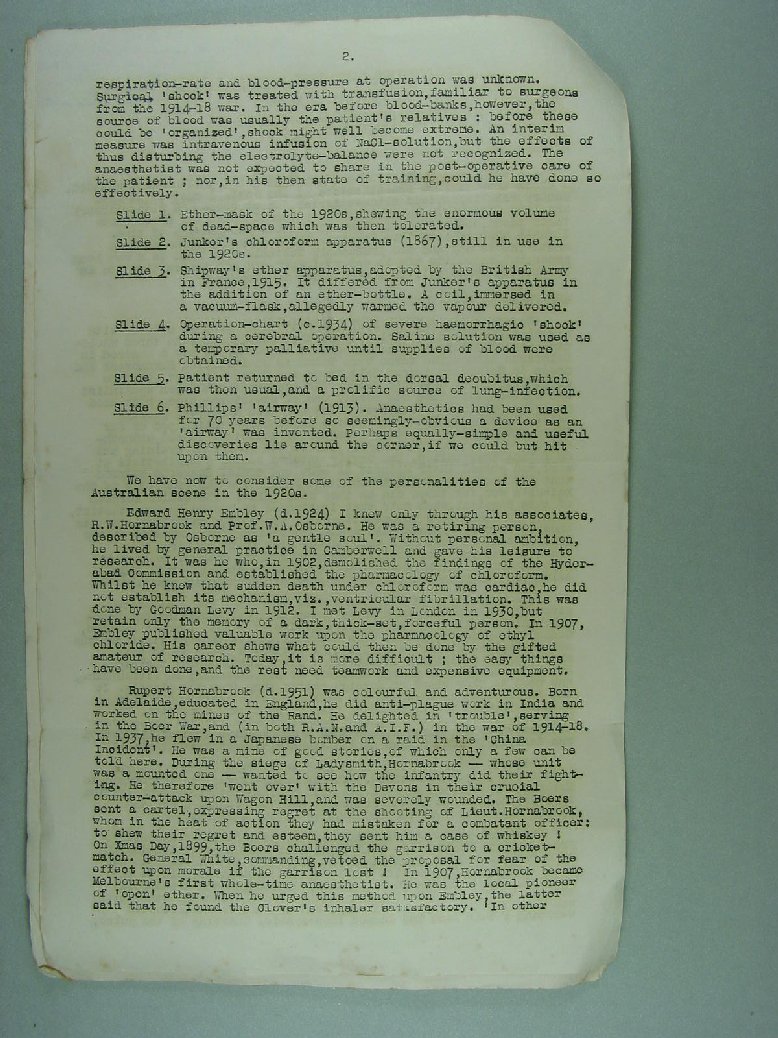 2.
respiration-rate and blood-pressure at operation was unknown.
Surgical 'shock' was treated with transfusion,familiar to surgeons
from the 1914-18 war. In the era before blood-banks,however,the
source of blood was usually the patient's relatives : before these
could be 'organized',shock might well become extreme. An interim
measure was intravenous infusion of NaCl-solution,but the effects of
thus disturbing the electrolyte-balance were not recognized. The
anaesthetist was not expected to share in the post-operative care of
the patient ; nor,in his then state of training,could he have done so
effectively.
Slide 1. Ether-mask of the 1920s,shewing the enormous volume
of dead-space which was then tolerated.
Slide 2. Junker's chloroform apparatus (1867),still in use in
the 1920s.
Slide 3. Shipway's ether apparatus,adopted by the British Army
in France,1915. It differed from Junker's apparatus in
the addition of an ether-bottle. A coil,immersed in
a vacuum-flask,allegedly warmed the vapour delivered.
Slide 4. Operation-chart (c.1934) of severe haemorrhagic 'shock'
during a cerebral operation. Saline solution was used as
a temporary palliative until supplies of blood were
obtained.
Slide 5. Patient returned to bed in the dorsal decubitus,which
was then usual,and a prolific source of lung-infection.
Slide 6. Phillips' 'airway' (1913). Anaesthetics had been used
for 70 years before so seemingly-obvious a device as an
'airway' was invented. Perhaps equally-simple and useful
discoveries lie around the corner,if we could but hit
upon them.
We have now to consider some of the personalities of the
Australian scene in the 1920s.
Edward Henry Embley (d.1924) I knew only through his associates,
R.W.Hornabrook and Prof.W.A.Osborne. He was a retiring person,
described by Osborne as 'a gentle soul'. Without personal ambition,
he lived by general practice in Camberwell and gave his leisure to
research. It was he who,in 1902,demolished the findings of the Hyder-
abad Commission and established the pharmacology of chloroform.
Whilst he knew that sudden death under chloroform was cardiac,he did
not establish its mechanism,viz.,ventricular fibrillation. This was
done by Goodman Levy in 1912. I met Levy in London in 1930,but
retain only the memory of a dark,thick-set,forceful person. In 1907,
Embley published valuable work upon the pharmacology of ethyl
chloride. His career shews what could then be done by the gifted
amateur of research. Today,it is more difficult ; the easy things
have been done,and the rest need teamwork and expensive equipment.
Rupert Hornabrook (d.1951) was colourful and adventurous. Born
in Adelaide,educated in England,he did anti-plague work in India and
worked on the mines of the Rand. He delighted in 'trouble',serving
in the Boer War,and (in both R.A.N.and A.I.F.) in the war of 1914-18.
In 1937,he flew in a Japanese bomber on a raid in the 'China
Incident'. He was a mine of good stories,of which only a few can be
told here. During the siege of Ladysmith,Hornabrook — whose unit
was a mounted one — wanted to see how the infantry did their fight-
ing. He therefore 'went over' with the Devons in their crucial
counter-attack upon Wagon Hill,and was severely wounded. The Boers
sent a cartel,expressing regret at the shooting of Lieut.Hornabrook,
whom in the heat of action they had mistaken for a combatant officer:
to shew their regret and esteem,they sent him a case of whiskey !
On Xmas Day,1899,the Boers challenged the garrison to a cricket-
match. General White,commanding,vetoed the proposal for fear of the
effect upon morale if the garrison lost ! In 1907,Hornabrook became
Melbourne's first whole-time anaesthetist. He was the local pioneer
of 'open' ether. When he urged this method upon Embley,the latter
said that he found the Clover's inhaler satisfactory. 'In other